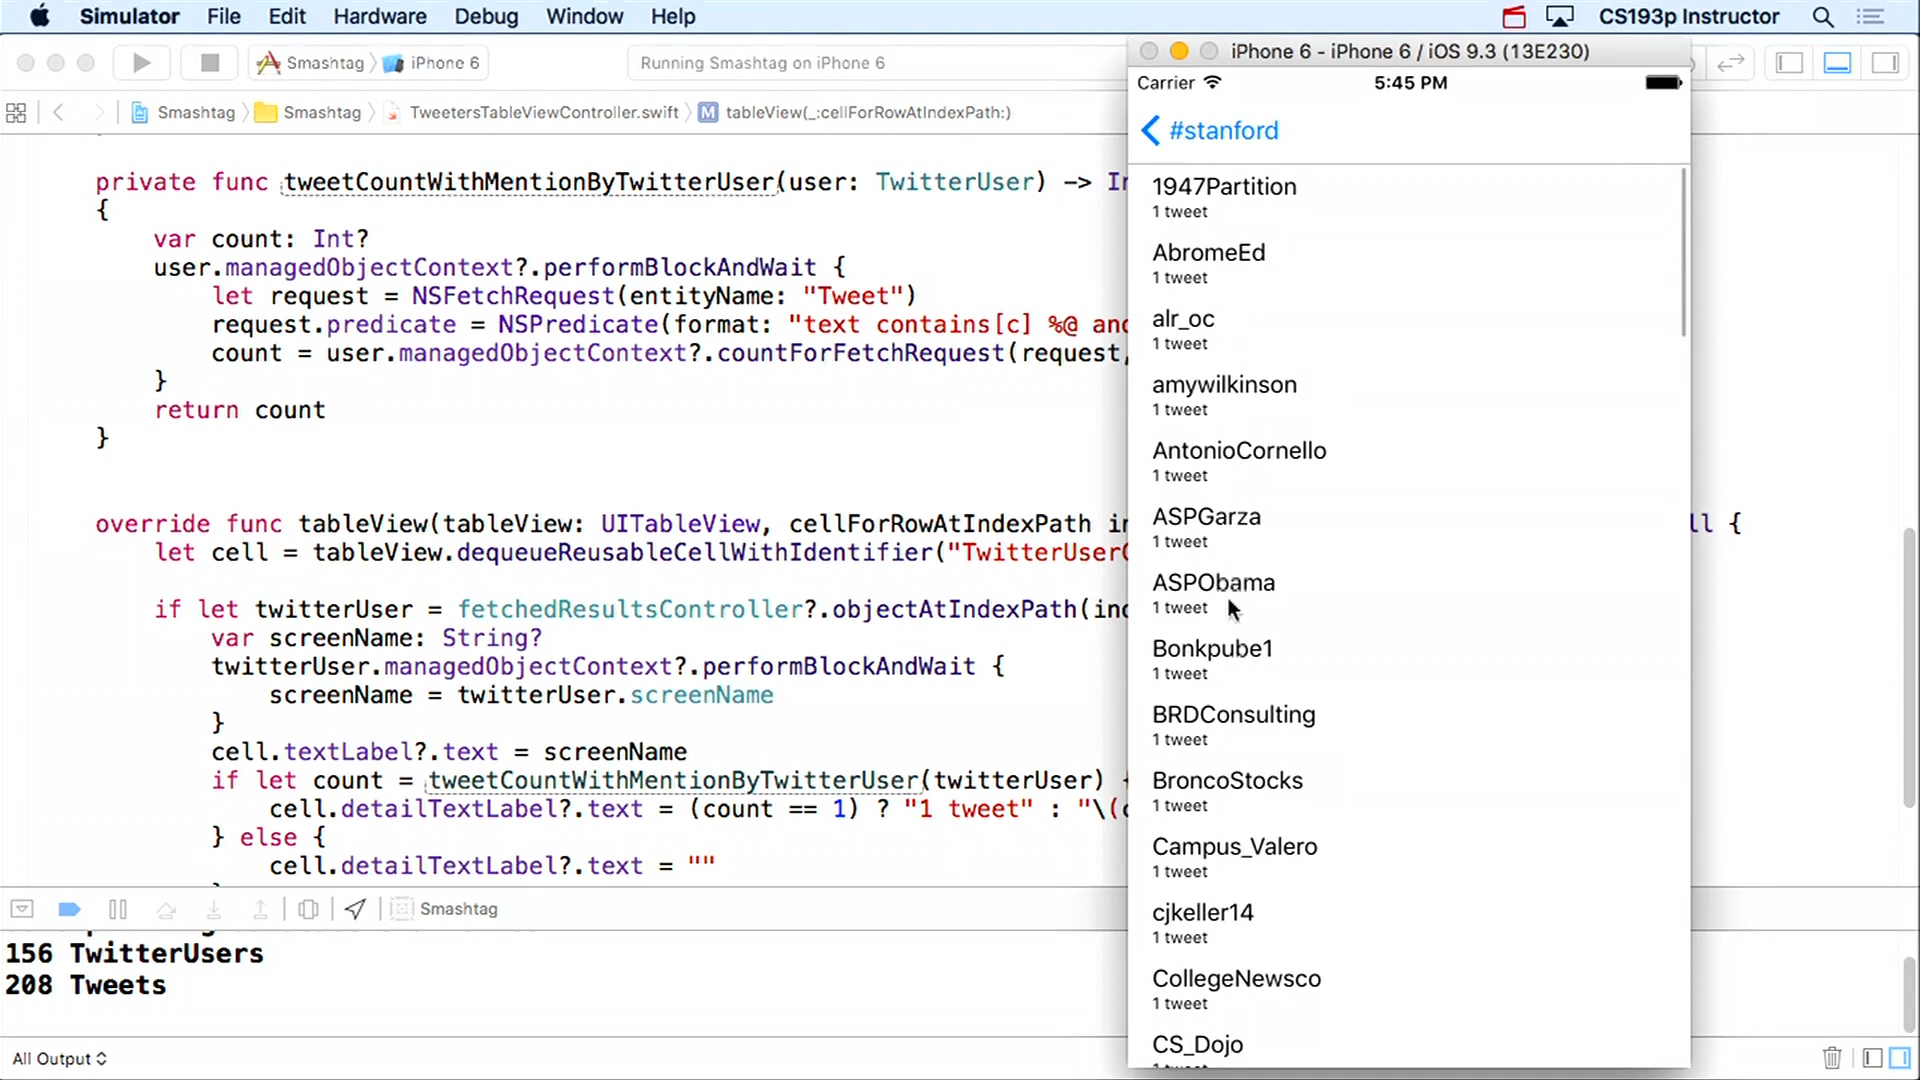 Simulator File Edit Hardware Debug Window Help CS193p Instructor
Smashtag iPhone 6 Running Smashtag on iPhone 6
Smashtag Smashtag TweetersTableViewController.swift M tableView(_:cellForRowAtIndexPath:)
private func tweetCountWithMentionByTwitterUser(user: TwitterUser) -> In
{
var count: Int?
user.managedObjectContext?.performBlockAndWait {
let request = NSFetchRequest(entityName: "Tweet")
request.predicate = NSPredicate(format: "text contains[c] %@ and
count = user.managedObjectContext?.countForFetchRequest(request,
}
return count
}
override func tableView(tableView: UITableView, cellForRowAtIndexPath in ll {
let cell = tableView.dequeueReusableCellWithIdentifier("TwitterUserC
if let twitterUser = fetchedResultsController?.objectAtIndexPath(ind
var screenName: String?
twitterUser.managedObjectContext?.performBlockAndWait {
screenName = twitterUser.screenName
}
cell.textLabel?.text = screenName
if let count = tweetCountWithMentionByTwitterUser(twitterUser) {
cell.detailTextLabel?.text = (count == 1) ? "1 tweet" : "\(c
} else {
cell.detailTextLabel?.text = ""
Smashtag
156 TwitterUsers
208 Tweets
All Output
iPhone 6 - iPhone 6 / iOS 9.3 (13E230)
Carrier 5:45 PM
#stanford
1947Partition
1 tweet
AbromeEd
1 tweet
alr_oc
1 tweet
amywilkinson
1 tweet
AntonioCornello
1 tweet
ASPGarza
1 tweet
ASPObama
1 tweet
Bonkpube1
1 tweet
BRDConsulting
1 tweet
BroncoStocks
1 tweet
Campus_Valero
1 tweet
cjkeller14
1 tweet
CollegeNewsco
1 tweet
CS_Dojo